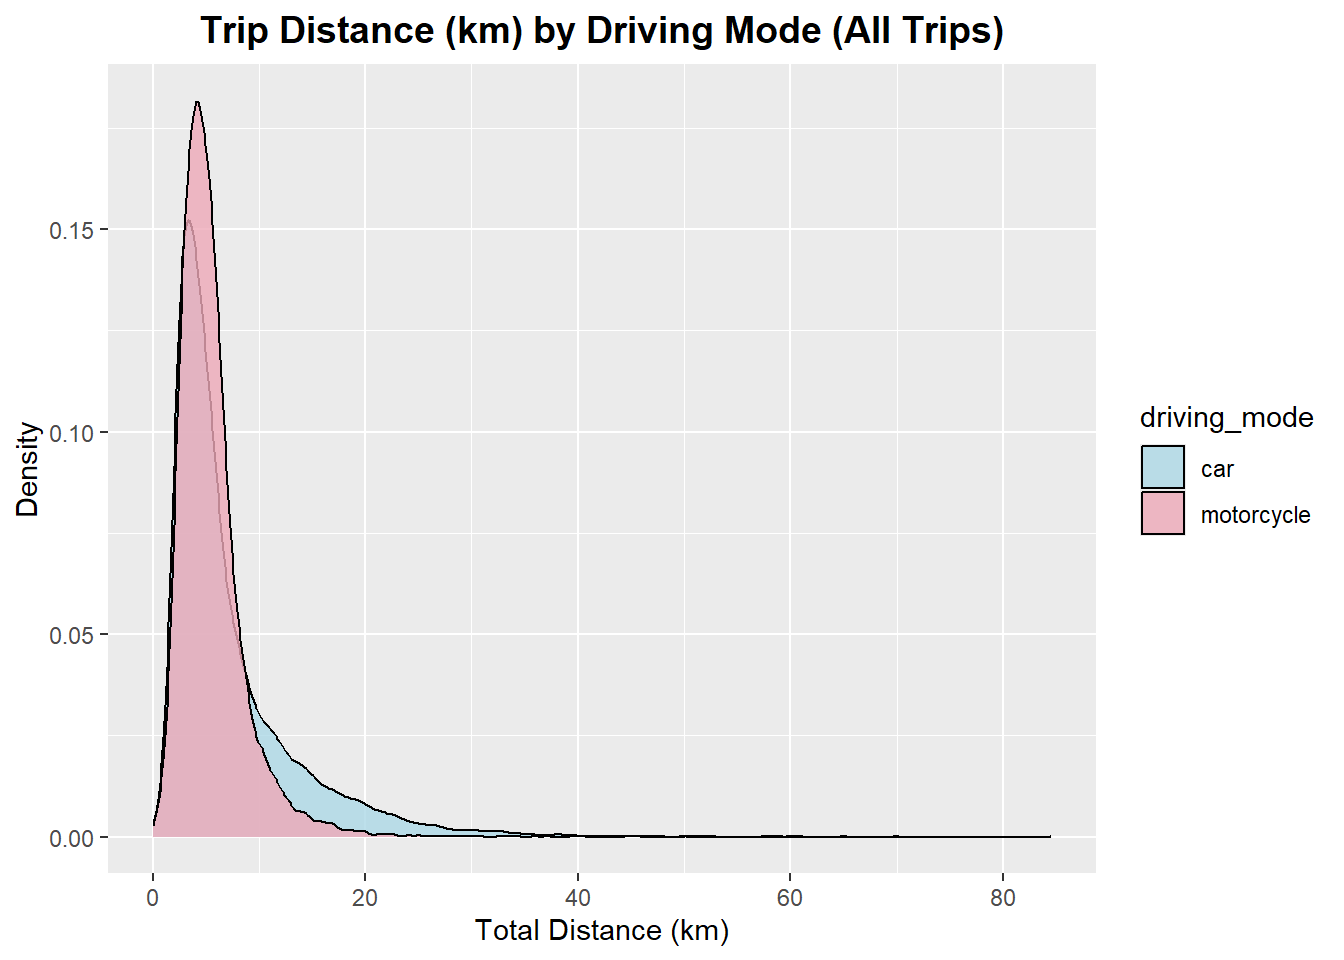 Trip Distance (km) by Driving Mode (All Trips)
0.15
0.10
0.05
0.00
Density
0
20
40
60
80
Total Distance (km)
driving_mode
car
motorcycle